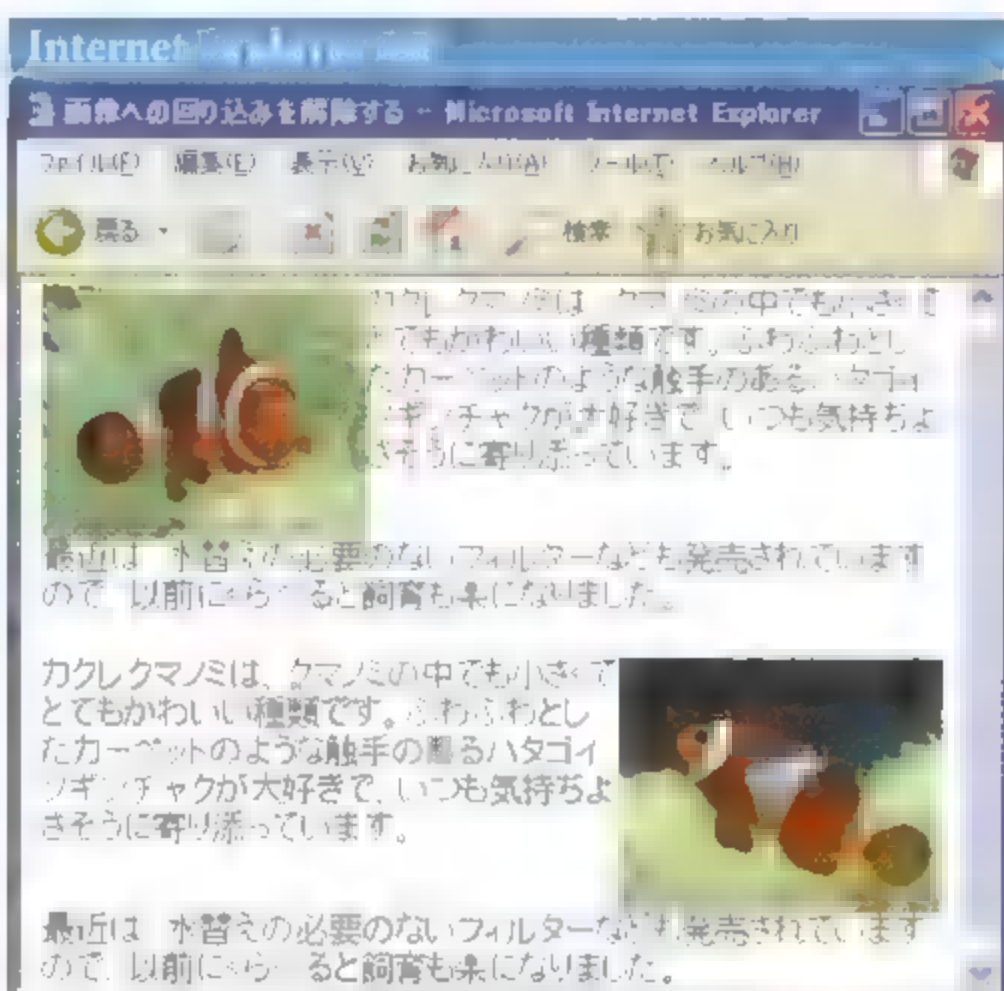 Internet
画像への回り込みを解除する - Microsoft Internet Explorer
ファイル(F) 編集(E) 表示(V) お気に入り(A) ツール(T) ヘルプ(H)
戻る 検索 お気に入り
カクレクマノミは、クマノミの中でも小さくて
とてもかわいい種類です。ふわふわとし
たカーペットのような触手のあるハタゴイ
ソギンチャクが大好きで、いつも気持ちよ
さそうに寄り添っています。
最近は、水替えの必要のないフィルターなども発売されています
ので、以前にくらべると飼育も楽になりました。
カクレクマノミは、クマノミの中でも小さくて
とてもかわいい種類です。ふわふわとし
たカーペットのような触手のあるハタゴイ
ソギンチャクが大好きで、いつも気持ちよ
さそうに寄り添っています。
最近は、水替えの必要のないフィルターなども発売されています
ので、以前にくらべると飼育も楽になりました。